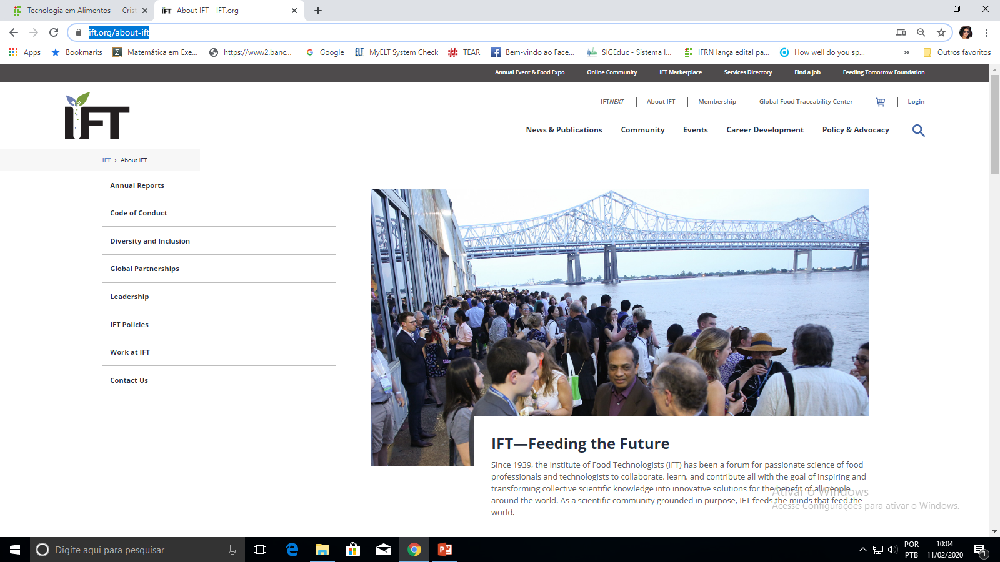 Tecnologia em Alimentos — Crist
About IFT - IFT.org
ift.org/about-ift
Apps
Bookmarks
Matemática em Exe...
https://www2.banc...
Google
MyELT System Check
TEAR
Bem-vindo ao Face...
SIGEduc - Sistema I...
IFRN lança edital pa...
How well do you sp...
Outros favoritos
Annual Event & Food Expo
Online Community
IFT Marketplace
Services Directory
Find a Job
Feeding Tomorrow Foundation
IFT
IFTNEXT
About IFT
Membership
Global Food Traceability Center
Login
News & Publications
Community
Events
Career Development
Policy & Advocacy
IFT › About IFT
Annual Reports
Code of Conduct
Diversity and Inclusion
Global Partnerships
Leadership
IFT Policies
Work at IFT
Contact Us
IFT—Feeding the Future
Since 1939, the Institute of Food Technologists (IFT) has been a forum for passionate science of food
professionals and technologists to collaborate, learn, and contribute all with the goal of inspiring and
transforming collective scientific knowledge into innovative solutions for the benefit of all people
around the world. As a scientific community grounded in purpose, IFT feeds the minds that feed the
world.
Ativar o Windows
Acesse Configurações para ativar o Windows.
Digite aqui para pesquisar
POR
PTB
10:04
11/02/2020
1